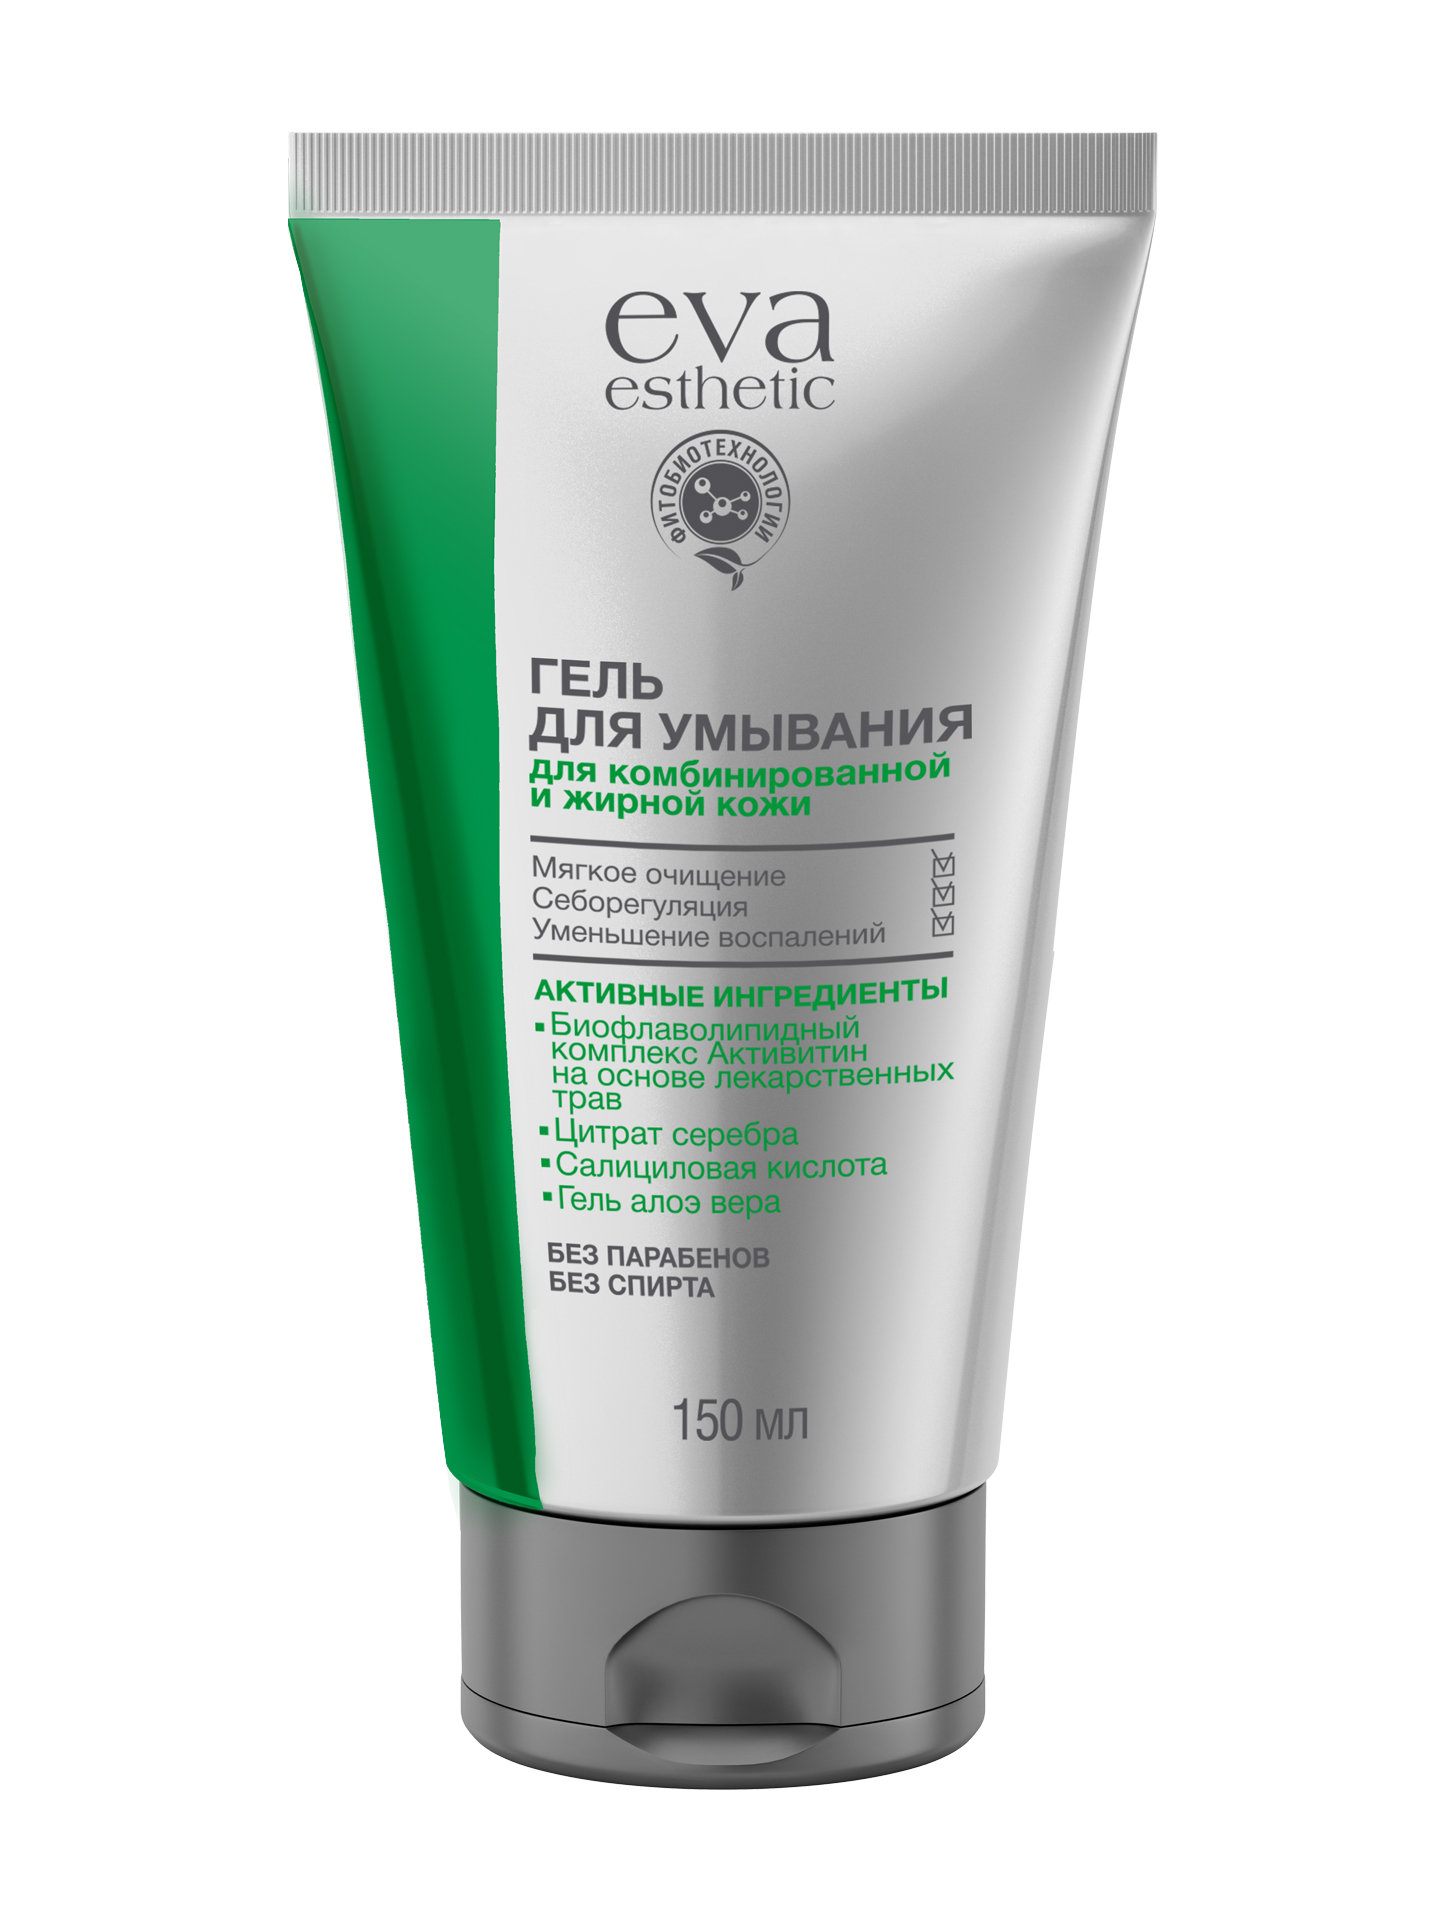 eva
esthetic
ФИТОБИОТЕХНОЛОГИИ
ГЕЛЬ
ДЛЯ УМЫВАНИЯ
для комбинированной
и жирной кожи
Мягкое очищение
Себорегуляция
Уменьшение воспалений
АКТИВНЫЕ ИНГРЕДИЕНТЫ
▪ Биофлаволипидный
комплекс Активитин
на основе лекарственных
трав
▪ Цитрат серебра
▪ Салициловая кислота
▪ Гель алоэ вера
БЕЗ ПАРАБЕНОВ
БЕЗ СПИРТА
150 мл